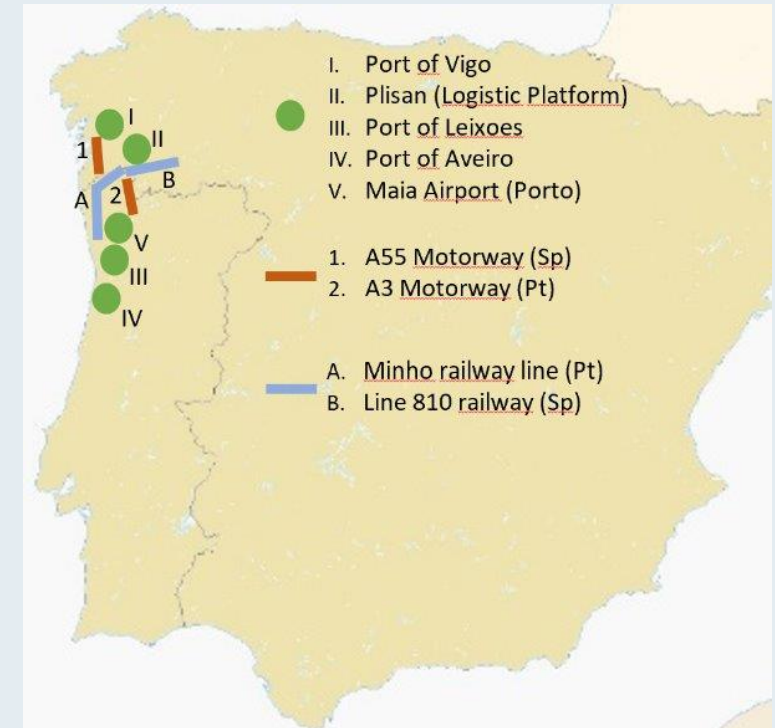 I. Port of Vigo
II. Plisan (Logistic Platform)
III. Port of Leixoes
IV. Port of Aveiro
V. Maia Airport (Porto)
1. A55 Motorway (Sp)
2. A3 Motorway (Pt)
A. Minho railway line (Pt)
B. Line 810 railway (Sp)
I
II
1
B
A
2
V
III
IV